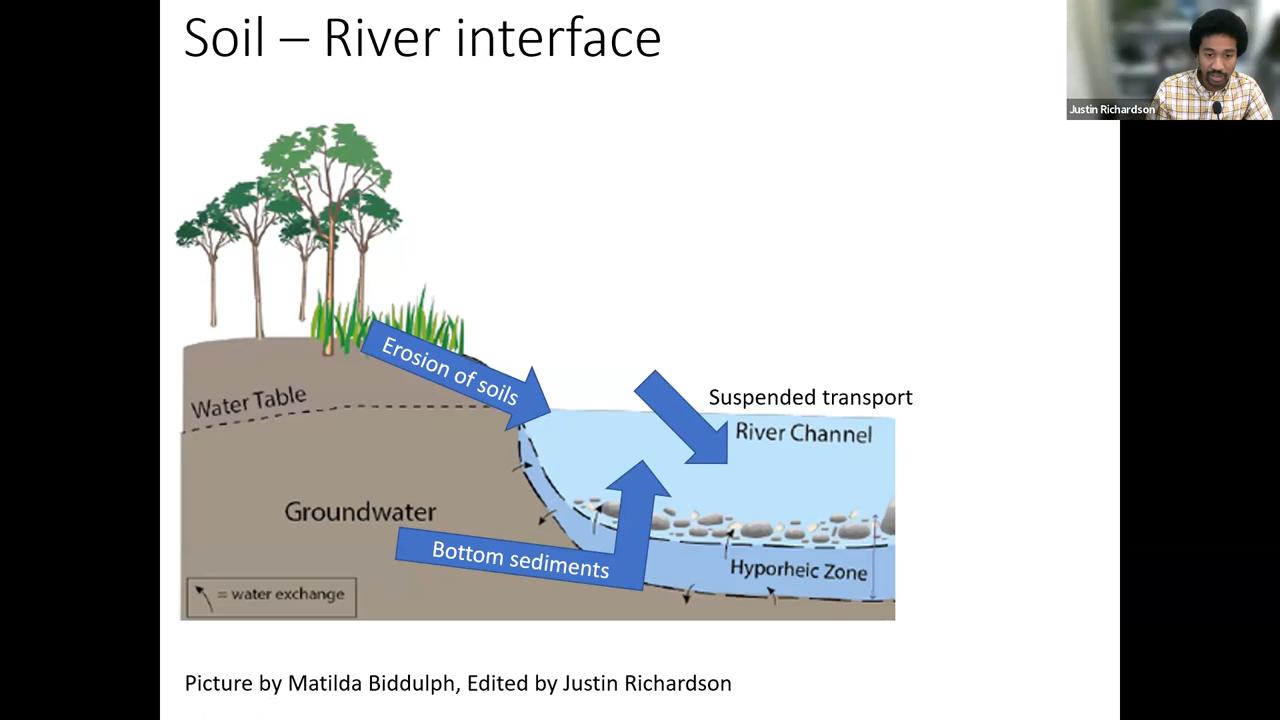 Soil – River interface
Justin Richardson
Erosion of soils
Water Table
Suspended transport
River Channel
Groundwater
Bottom sediments
Hyporheic Zone
= water exchange
Picture by Matilda Biddulph, Edited by Justin Richardson